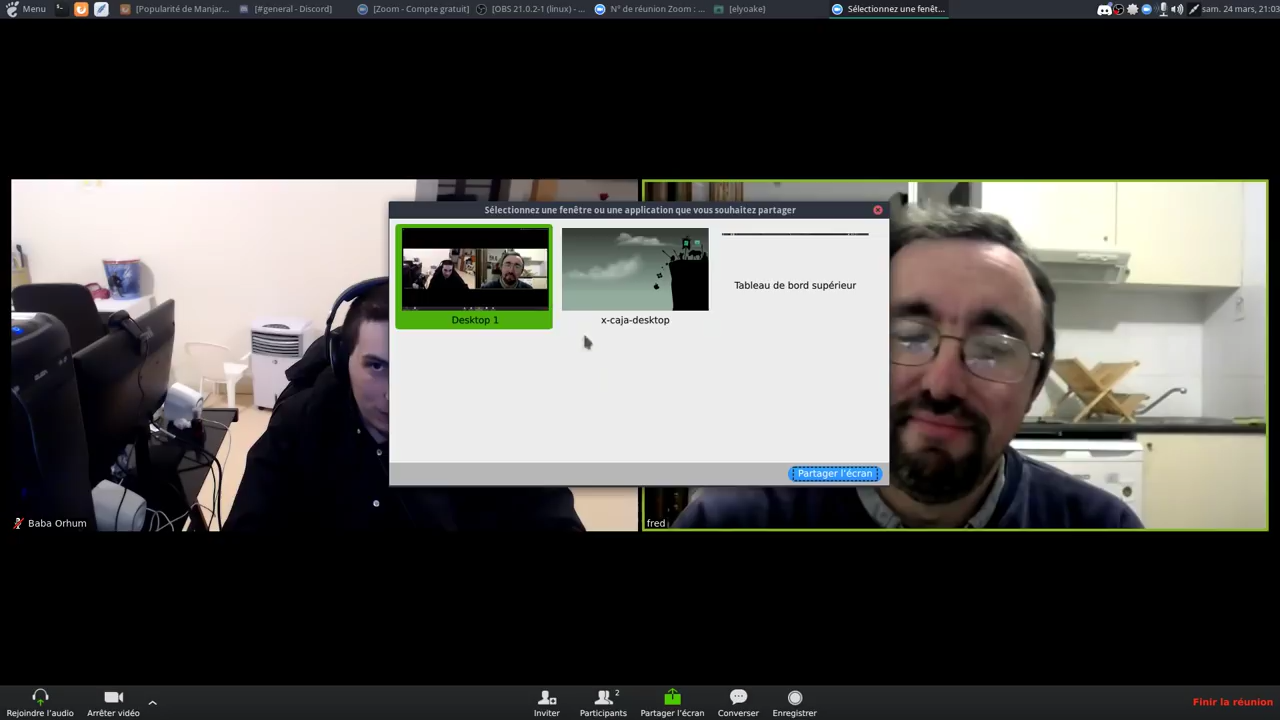 Menu
[Popularité de Manjar...
[#general - Discord]
[Zoom - Compte gratuit]
[OBS 21.0.2-1 (linux) - ...
N° de réunion Zoom : ...
[elyoake]
Sélectionnez une fenêt...
sam. 24 mars, 21:03
Sélectionnez une fenêtre ou une application que vous souhaitez partager
Tableau de bord supérieur
Desktop 1
x-caja-desktop
Partager l'écran
Baba Orhum
fred
2
Rejoindre l'audio
Arrêter vidéo
Inviter
Participants
Partager l'écran
Converser
Enregistrer
Finir la réunion